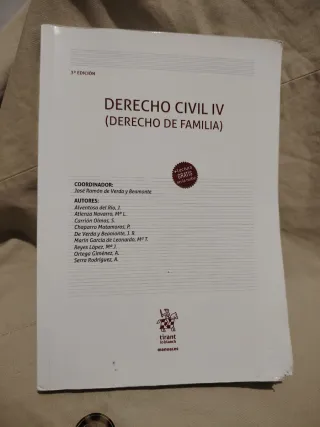 3ª EDICIÓN
DERECHO CIVIL IV
(DERECHO DE FAMILIA)
GRATIS
COORDINADOR:
José Ramón de Verda y Beamonte
AUTORES:
Alventosa del Río, J.
Atienza Navarro, Mª L.
Carrión Olmos, S.
Chaparro Matamoros, P.
De Verda y Beamonte, J. R.
Martín García de Leonardo, Mª T.
Reyes López, Mª J.
Ortega Giménez, A.
Serra Rodríguez, A.
tirant
lo blanch
manuales